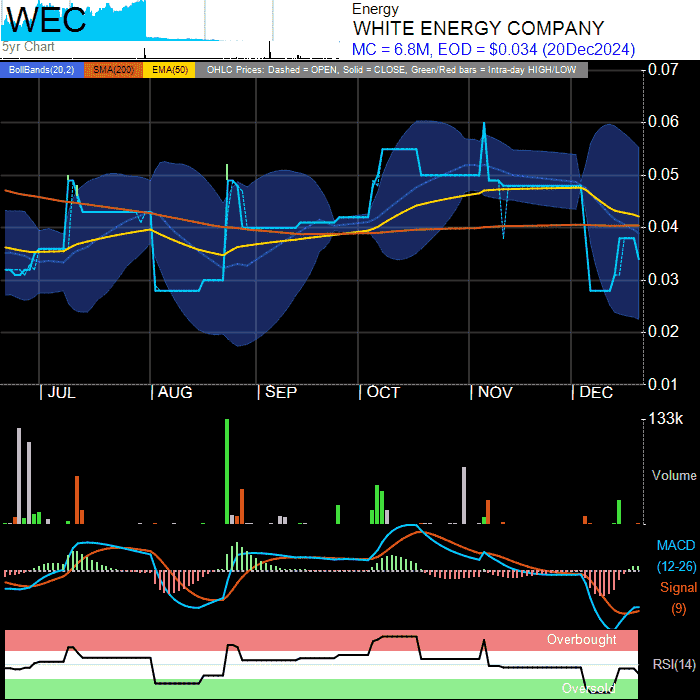 WEC
5yr Chart
Energy
WHITE ENERGY COMPANY
MC = 6.8M, EOD = $0.034 (20Dec2024)
BollBands(20,2) SMA(200) EMA(50) OHLC Prices: Dashed = OPEN, Solid = CLOSE, Green/Red bars = Intra-day HIGH/LOW
0.07
0.06
0.05
0.04
0.03
0.02
0.01
| JUL | AUG | SEP | OCT | NOV | DEC
133k
Volume
MACD
(12-26)
Signal
(9)
Overbought
RSI(14)
Oversold